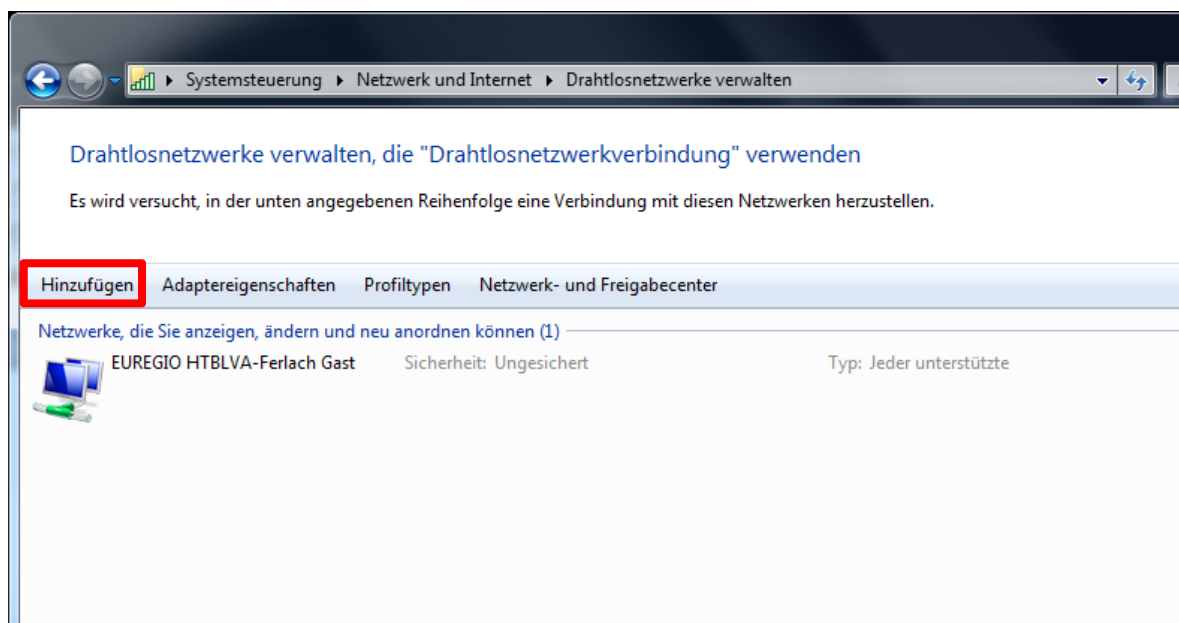 Systemsteuerung Netzwerk und Internet Drahtlosnetzwerke verwalten
Drahtlosnetzwerke verwalten, die "Drahtlosnetzwerkverbindung" verwenden
Es wird versucht, in der unten angegebenen Reihenfolge eine Verbindung mit diesen Netzwerken herzustellen.
Hinzufügen Adaptereigenschaften Profiltypen Netzwerk- und Freigabecenter
Netzwerke, die Sie anzeigen, ändern und neu anordnen können (1)
EUREGIO HTBLVA-Ferlach Gast Sicherheit: Ungesichert Typ: Jeder unterstützte